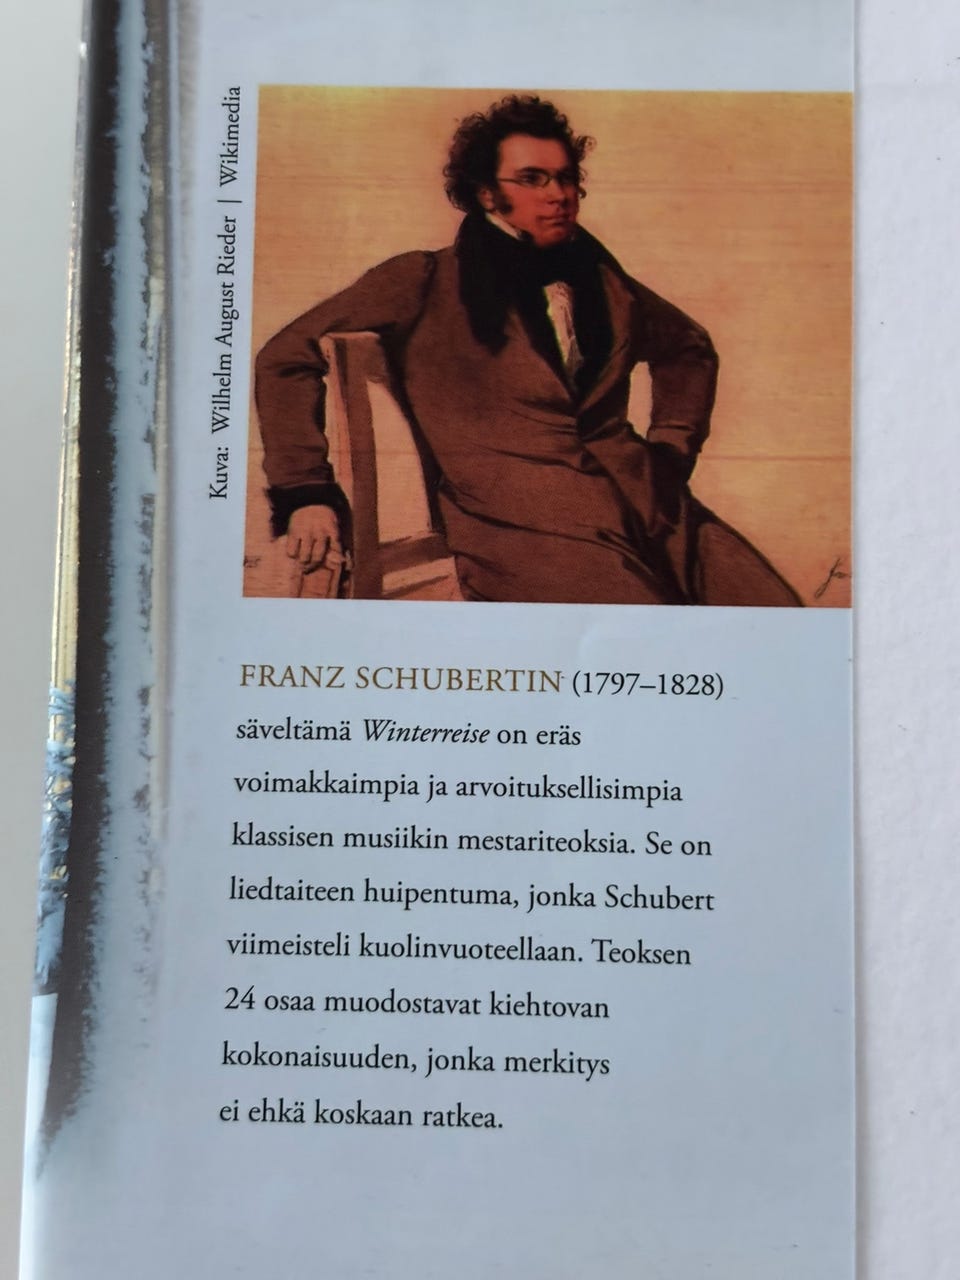 Kuva: Wilhelm August Rieder | Wikimedia
FRANZ SCHUBERTIN (1797–1828)
säveltämä Winterreise on eräs
voimakkaimpia ja arvoituksellisimpia
klassisen musiikin mestariteoksia. Se on
liedtaiteen huipentuma, jonka Schubert
viimeisteli kuolinvuoteellaan. Teoksen
24 osaa muodostavat kiehtovan
kokonaisuuden, jonka merkitys
ei ehkä koskaan ratkea.